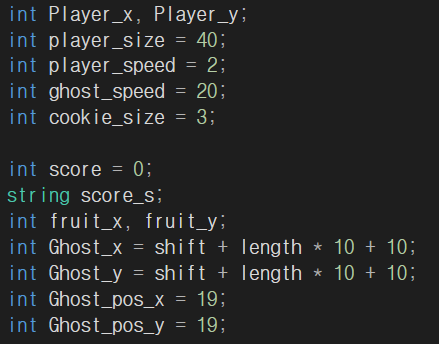 int Player_x, Player_y;
int player_size = 40;
int player_speed = 2;
int ghost_speed = 20;
int cookie_size = 3;
int score = 0;
string score_s;
int fruit_x, fruit_y;
int Ghost_x = shift + length * 10 + 10;
int Ghost_y = shift + length * 10 + 10;
int Ghost_pos_x = 19;
int Ghost_pos_y = 19;